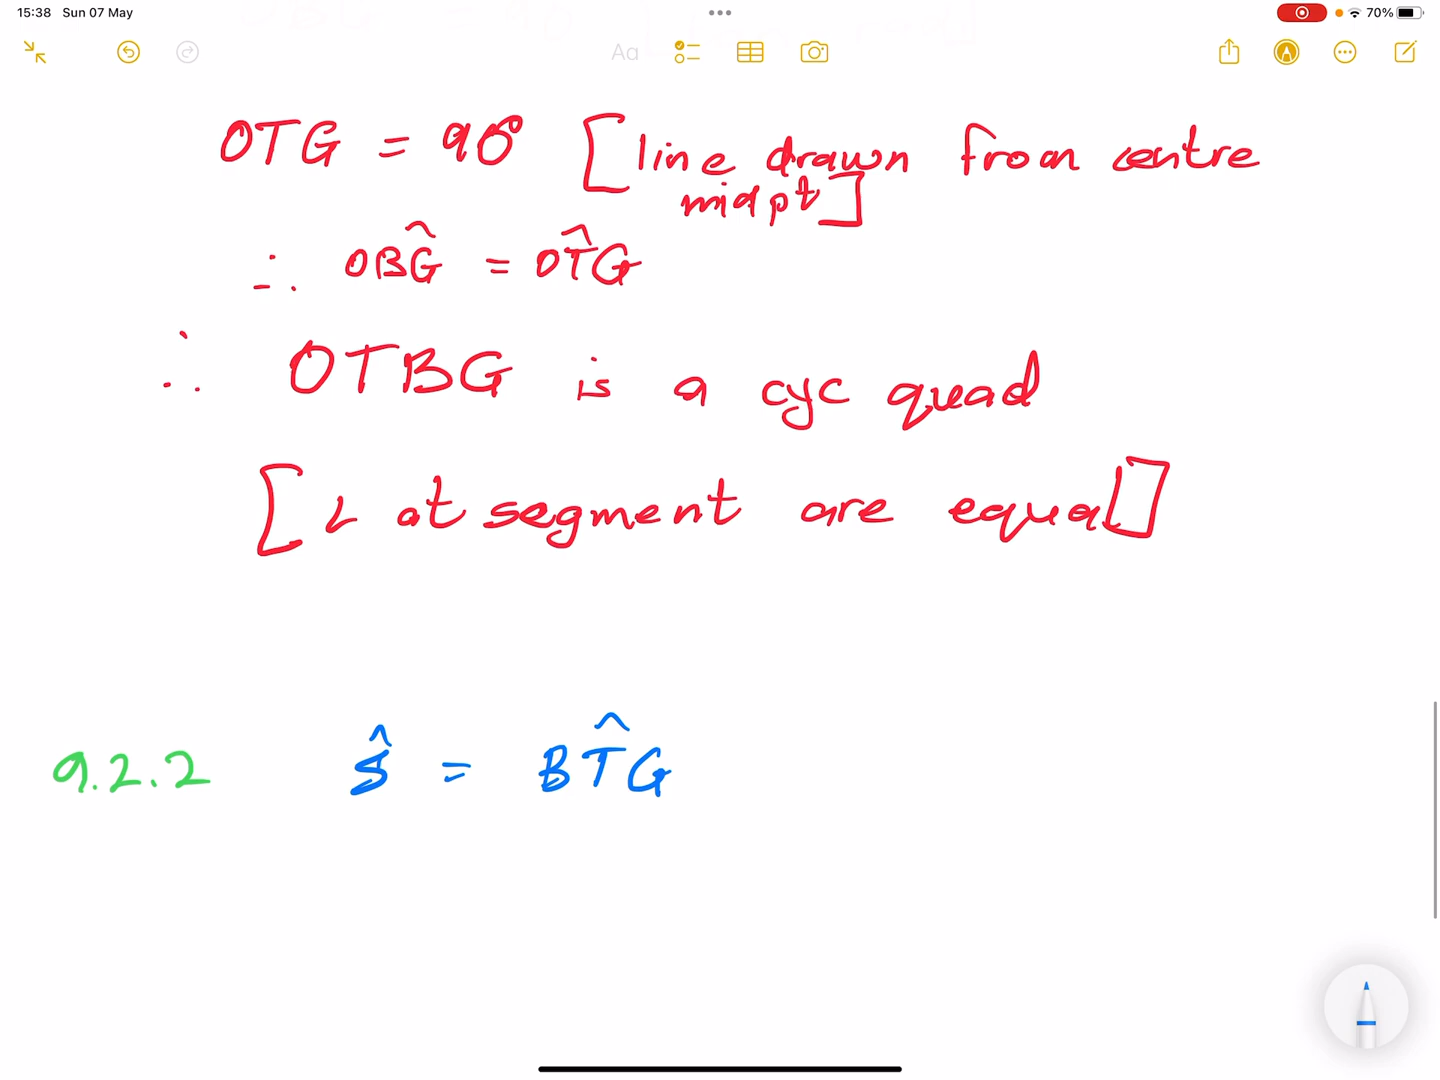 15:38 Sun 07 May 70%
Aa
OTG = 90° [line drawn from centre
midpt]
∴ OBĜ = OT̂G
∴ OTBG is a cyc quad
[∠ at segment are equal]
9.2.2 Ŝ = BT̂G